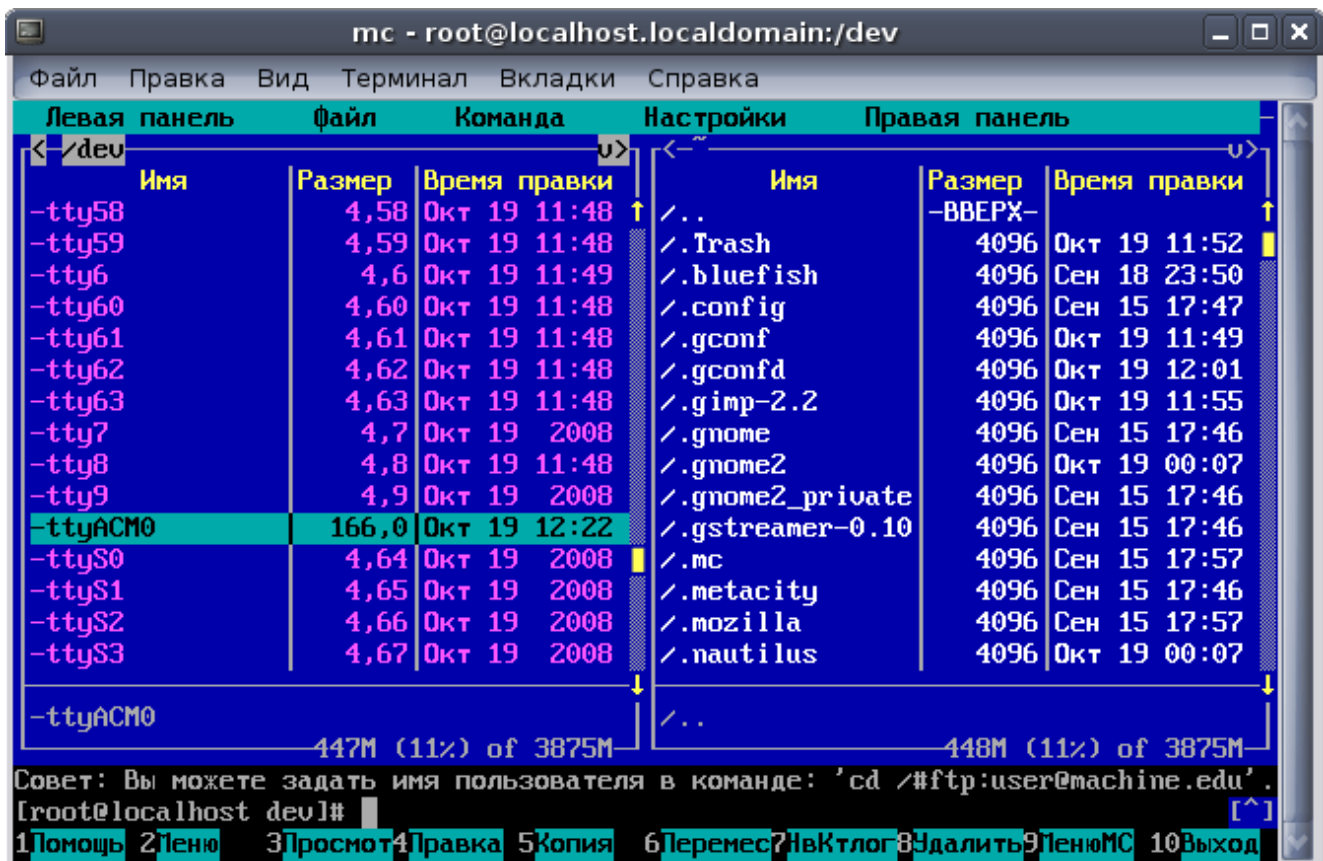 mc - root@localhost.localdomain:/dev
Файл Правка Вид Терминал Вкладки Справка
Левая панель Файл Команда Настройки Правая панель
<─/dev v> <─~ v>
Имя Размер Время правки Имя Размер Время правки
-tty58 4,58 Окт 19 11:48 /.. -ВВЕРХ-
-tty59 4,59 Окт 19 11:48 /.Trash 4096 Окт 19 11:52
-tty6 4,6 Окт 19 11:49 /.bluefish 4096 Сен 18 23:50
-tty60 4,60 Окт 19 11:48 /.config 4096 Сен 15 17:47
-tty61 4,61 Окт 19 11:48 /.gconf 4096 Окт 19 11:49
-tty62 4,62 Окт 19 11:48 /.gconfd 4096 Окт 19 12:01
-tty63 4,63 Окт 19 11:48 /.gimp-2.2 4096 Окт 19 11:55
-tty7 4,7 Окт 19 2008 /.gnome 4096 Сен 15 17:46
-tty8 4,8 Окт 19 11:48 /.gnome2 4096 Окт 19 00:07
-tty9 4,9 Окт 19 2008 /.gnome2_private 4096 Сен 15 17:46
-ttyACM0 166,0 Окт 19 12:22 /.gstreamer-0.10 4096 Сен 15 17:46
-ttyS0 4,64 Окт 19 2008 /.mc 4096 Сен 15 17:57
-ttyS1 4,65 Окт 19 2008 /.metacity 4096 Сен 15 17:46
-ttyS2 4,66 Окт 19 2008 /.mozilla 4096 Сен 15 17:57
-ttyS3 4,67 Окт 19 2008 /.nautilus 4096 Окт 19 00:07
-ttyACM0 /..
447M (11%) of 3875M 448M (11%) of 3875M
Совет: Вы можете задать имя пользователя в команде: 'cd /#ftp:user@machine.edu'.
[root@localhost dev]# [^]
1Помощь 2Меню 3Просмот4Правка 5Копия 6Перемес7НвКтлог8Удалить9МенюMC 10Выход